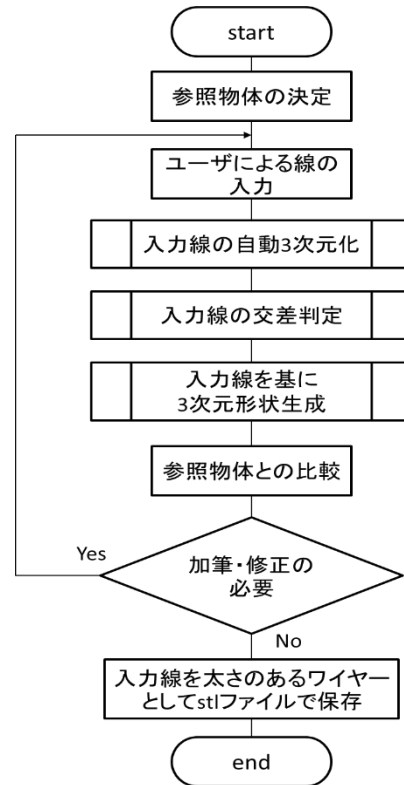 start
参照物体の決定
ユーザによる線の
入力
入力線の自動3次元化
入力線の交差判定
入力線を基に
3次元形状生成
参照物体との比較
Yes
加筆・修正の
必要
No
入力線を太さのあるワイヤー
としてstlファイルで保存
end